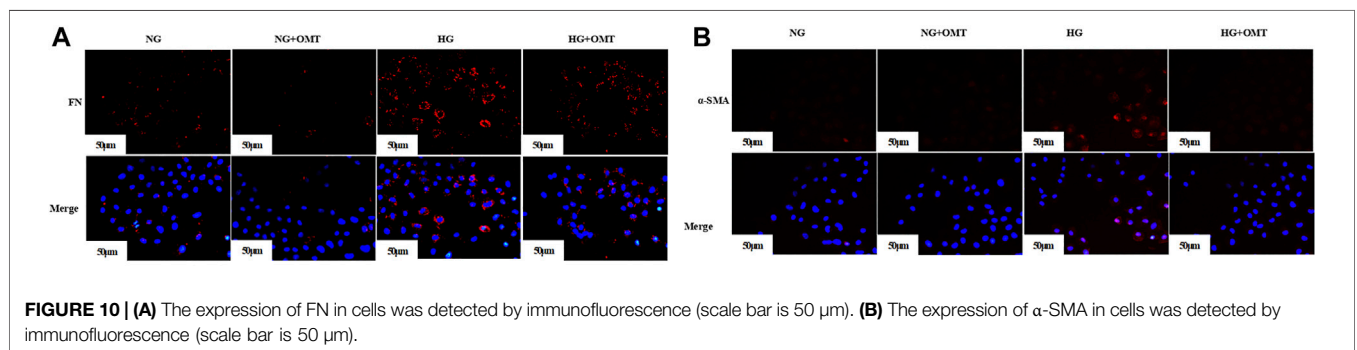 A
NG NG+OMT HG HG+OMT
FN
50µm 50µm 50µm 50µm
Merge
50µm 50µm 50µm 50µm
B
NG NG+OMT HG HG+OMT
α-SMA
50µm 50µm 50µm 50µm
Merge
50µm 50µm 50µm 50µm
FIGURE 10 | (A) The expression of FN in cells was detected by immunofluorescence (scale bar is 50 µm). (B) The expression of α-SMA in cells was detected by
immunofluorescence (scale bar is 50 µm).